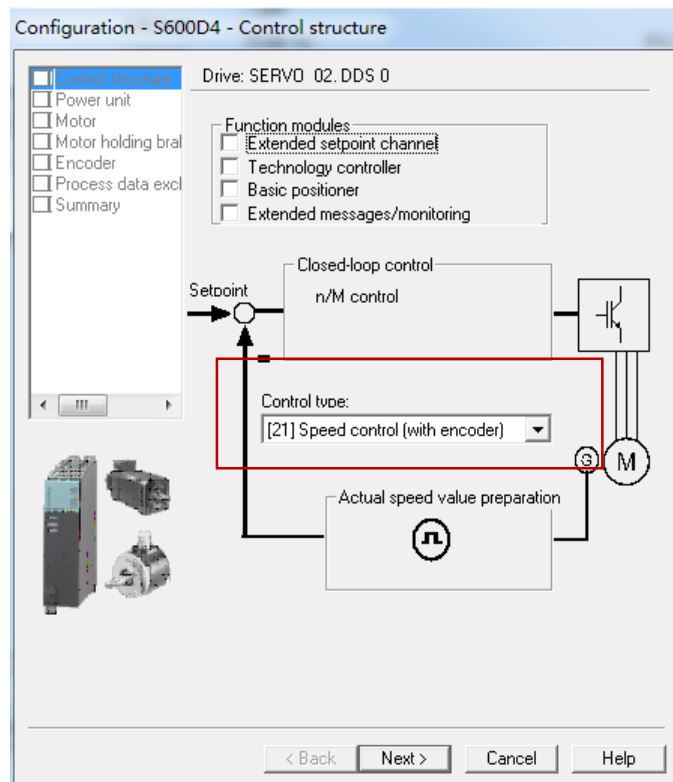 Configuration - S600D4 - Control structure
Control structure
Power unit
Motor
Motor holding bral
Encoder
Process data excl
Summary
Drive: SERVO_02. DDS 0
Function modules
Extended setpoint channel
Technology controller
Basic positioner
Extended messages/monitoring
Closed-loop control
n/M control
Setpoint
Control type:
[21] Speed control (with encoder)
G
M
Actual speed value preparation
< Back
Next >
Cancel
Help